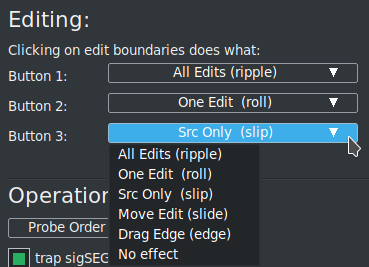 Editing:
Clicking on edit boundaries does what:
Button 1: All Edits (ripple)
Button 2: One Edit (roll)
Button 3: Src Only (slip)
All Edits (ripple)
One Edit (roll)
Src Only (slip)
Move Edit (slide)
Drag Edge (edge)
No effect
Operation
Probe Order
trap sigSEG